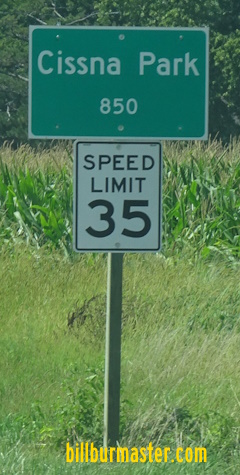 Cissna Park
850
SPEED
LIMIT
35
billburmaster.com